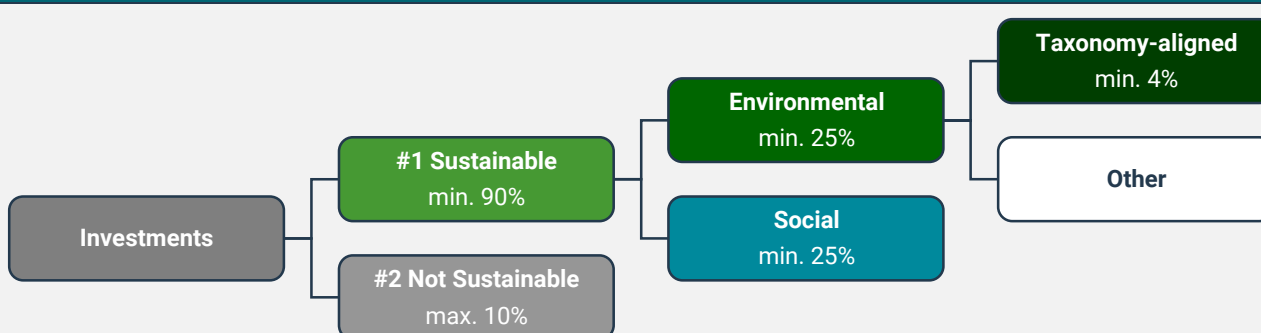 Taxonomy-aligned
min. 4%
Environmental
min. 25%
#1 Sustainable
min. 90%
Other
Investments
Social
min. 25%
#2 Not Sustainable
max. 10%